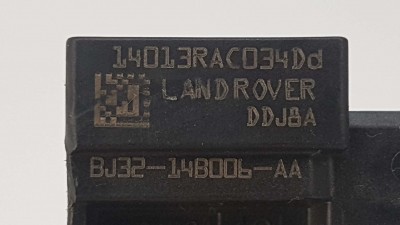 14013RAC034Dd
LANDROVER
DDJ8A
BJ32-14B006-AA